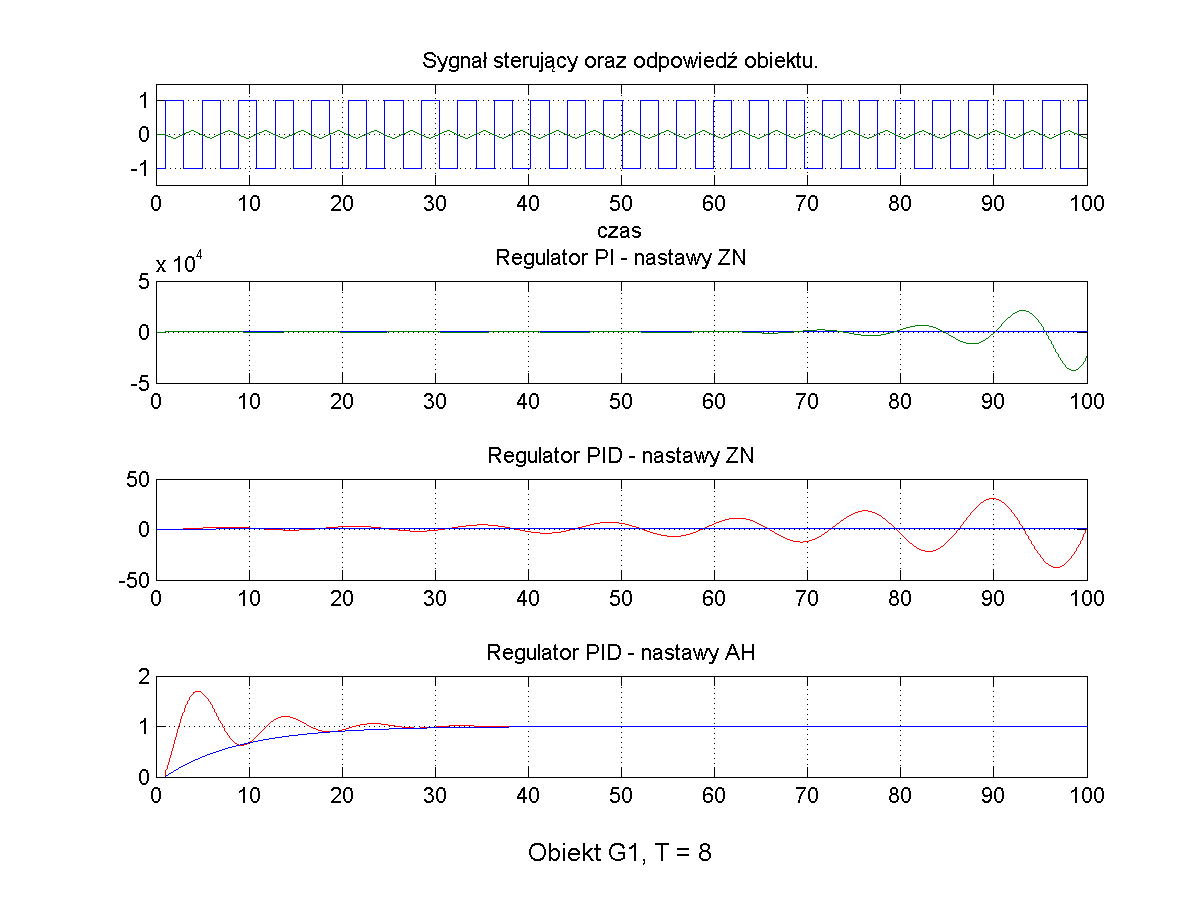 Sygnał sterujący oraz odpowiedź obiektu.
1
0
-1
0 10 20 30 40 50 60 70 80 90 100
czas
Regulator PI - nastawy ZN
x 10^4
5
0
-5
0 10 20 30 40 50 60 70 80 90 100
Regulator PID - nastawy ZN
50
0
-50
0 10 20 30 40 50 60 70 80 90 100
Regulator PID - nastawy AH
2
1
0
0 10 20 30 40 50 60 70 80 90 100
Obiekt G1, T = 8